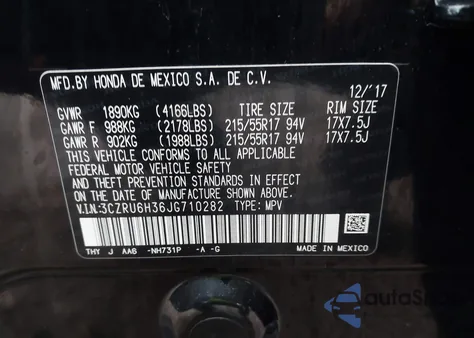 MFD.BY HONDA DE MEXICO S.A. DE C.V.
12/'17
GVWR 1890KG (4166LBS) TIRE SIZE RIM SIZE
GAWR F 988KG (2178LBS) 215/55R17 94V 17X7.5J
GAWR R 902KG (1988LBS) 215/55R17 94V 17X7.5J
THIS VEHICLE CONFORMS TO ALL APPLICABLE
FEDERAL MOTOR VEHICLE SAFETY STANDARDS IN EFFECT
ON THE DATE OF MANUFACTURE SHOWN ABOVE.
V.I.N:3CZRU6H36JG710282 TYPE: MPV
THY J AA6 -NH731P -A -G
MADE IN MEXICO